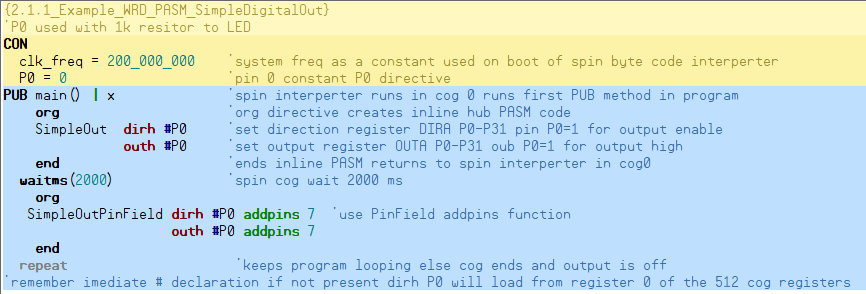 {2.1.1_Example_WRD_PASM_SimpleDigitalOut}
'P0 used with 1k resitor to LED
CON
clk_freq = 200_000_000 'system freq as a constant used on boot of spin byte code interperter
P0 = 0 'pin 0 constant P0 directive
PUB main() | x 'spin interperter runs in cog 0 runs first PUB method in program
org 'org directive creates inline hub PASM code
SimpleOut dirh #P0 'set direction register DIRA P0-P31 pin P0=1 for output enable
outh #P0 'set output register OUTA P0-P31 oub P0=1 for output high
end 'ends inline PASM returns to spin interperter in cog0
waitms(2000) 'spin cog wait 2000 ms
org
SimpleOutPinField dirh #P0 addpins 7 'use PinField addpins function
outh #P0 addpins 7
end
repeat 'keeps program looping else cog ends and output is off
'remember imediate # declaration if not present dirh P0 will load from register 0 of the 512 cog registers